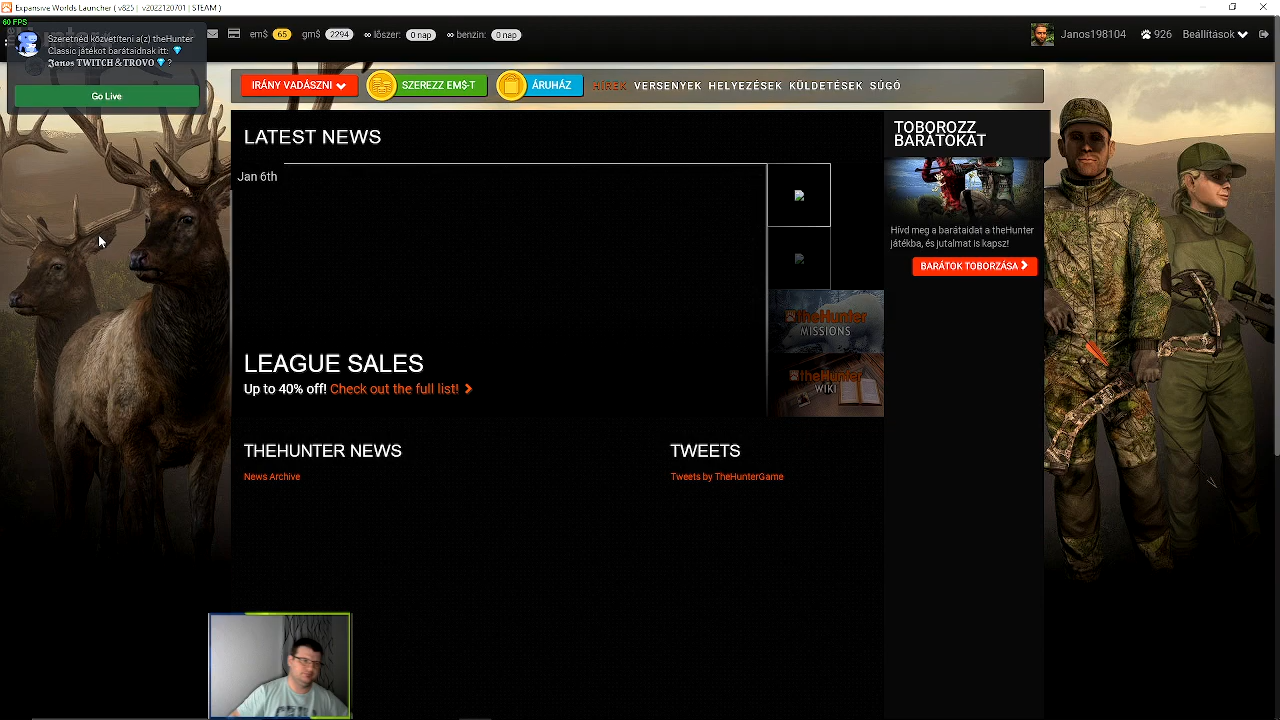 Expansive Worlds Launcher ( v825 | v2022120701 | STEAM )
60 FPS
Szeretnéd közvetíteni a(z) theHunter
Classic játékot barátaidnak itt: 💎
𝕵𝖆𝖓𝖔𝖘 𝐓𝐖𝐈𝐓𝐂𝐇&𝐓𝐑𝐎𝐕𝐎 💎 ?
Go Live
em$ 65 gm$ 2294 ∞ lőszer: 0 nap ∞ benzin: 0 nap
Janos198104 926 Beállítások
IRÁNY VADÁSZNI SZEREZZ EM$-T ÁRUHÁZ HÍREK VERSENYEK HELYEZÉSEK KÜLDETÉSEK SÚGÓ
LATEST NEWS
Jan 6th
LEAGUE SALES
Up to 40% off! Check out the full list!
theHunter
MISSIONS
theHunter
WIKI
TOBOROZZ
BARÁTOKAT
Hívd meg a barátaidat a theHunter
játékba, és jutalmat is kapsz!
BARÁTOK TOBORZÁSA
THEHUNTER NEWS
News Archive
TWEETS
Tweets by TheHunterGame